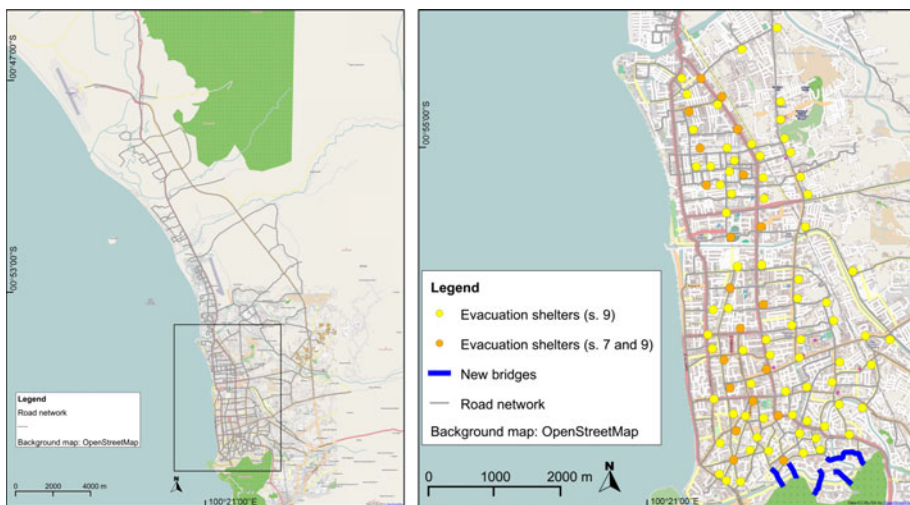 00°47'00"S
00°53'00"S
Legend
Road network
Background map: OpenStreetMap
0 2000 4000 m
N
100°21'00"E
00°55'00"S
Legend
Evacuation shelters (s. 9)
Evacuation shelters (s. 7 and 9)
New bridges
Road network
Background map: OpenStreetMap
0 1000 2000 m
N
100°21'00"E